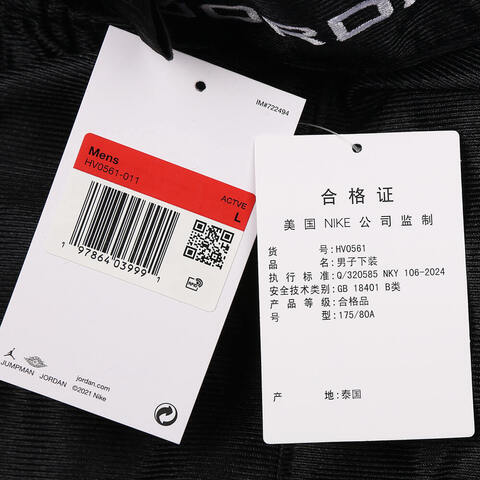 JORDA
IM#722494
Mens
HV0561-011
ACTVE
L
1 97864 03999 1
JUMPMAN JORDAN
jordan.com
©2021 Nike
合格证
美国 NIKE 公司监制
货号:HV0561
品名:男子下装
执行标准:Q/320585 NKY 106-2024
安全技术类别:GB 18401 B类
产品等级:合格品
号型:175/80A
产地:泰国